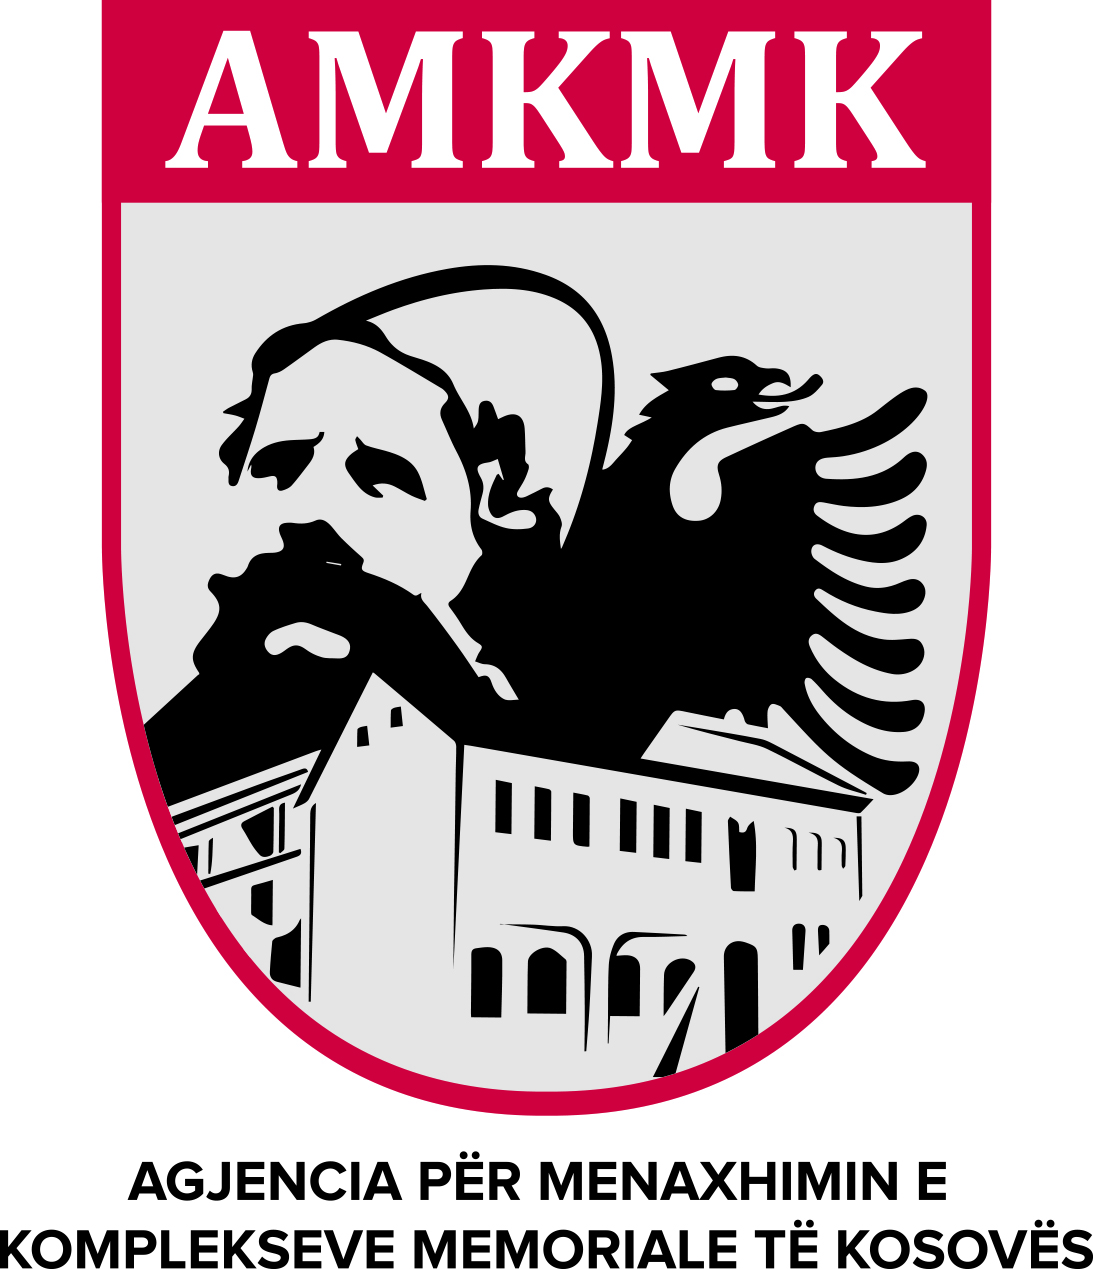 AMKMK
AGJENCIA PËR MENAXHIMIN E
KOMPLEKSEVE MEMORIALE TË KOSOVËS